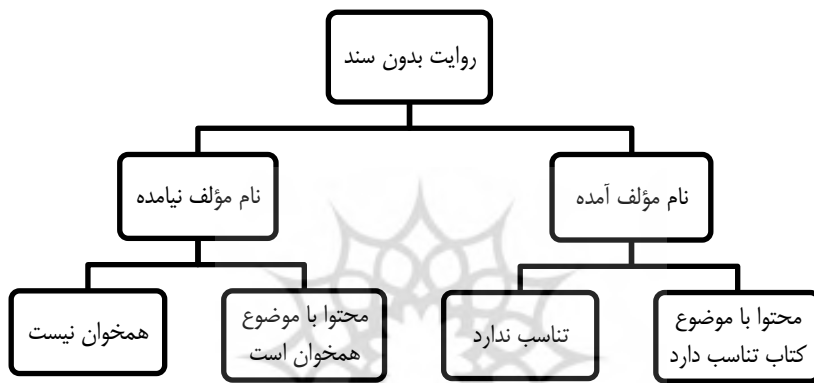 روایت بدون سند
نام مؤلف آمده
نام مؤلف نیامده
محتوا با موضوع
کتاب تناسب دارد
تناسب ندارد
محتوا با موضوع
همخوان است
همخوان نیست